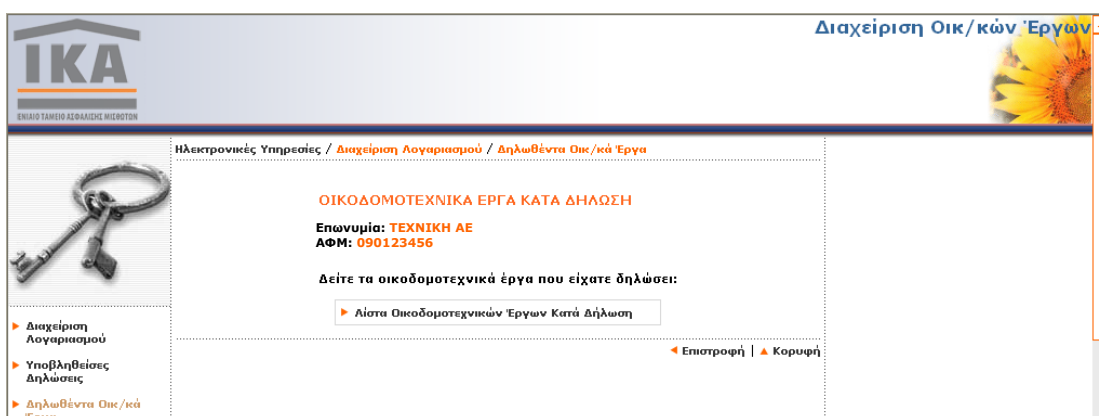 Διαχείριση Οικ/κών Έργων
ΙΚΑ
ΕΝΙΑΙΟ ΤΑΜΕΙΟ ΑΣΦΑΛΙΣΗΣ ΜΙΣΘΩΤΩΝ
Ηλεκτρονικές Υπηρεσίες / Διαχείριση Λογαριασμού / Δηλωθέντα Οικ/κά Έργα
ΟΙΚΟΔΟΜΟΤΕΧΝΙΚΑ ΕΡΓΑ ΚΑΤΑ ΔΗΛΩΣΗ
Επωνυμία: ΤΕΧΝΙΚΗ ΑΕ
ΑΦΜ: 090123456
Δείτε τα οικοδομοτεχνικά έργα που είχατε δηλώσει:
Λίστα Οικοδομοτεχνικών Έργων Κατά Δήλωση
Επιστροφή | Κορυφή
Διαχείριση
Λογαριασμού
Υποβληθείσες
Δηλώσεις
Δηλωθέντα Οικ/κά